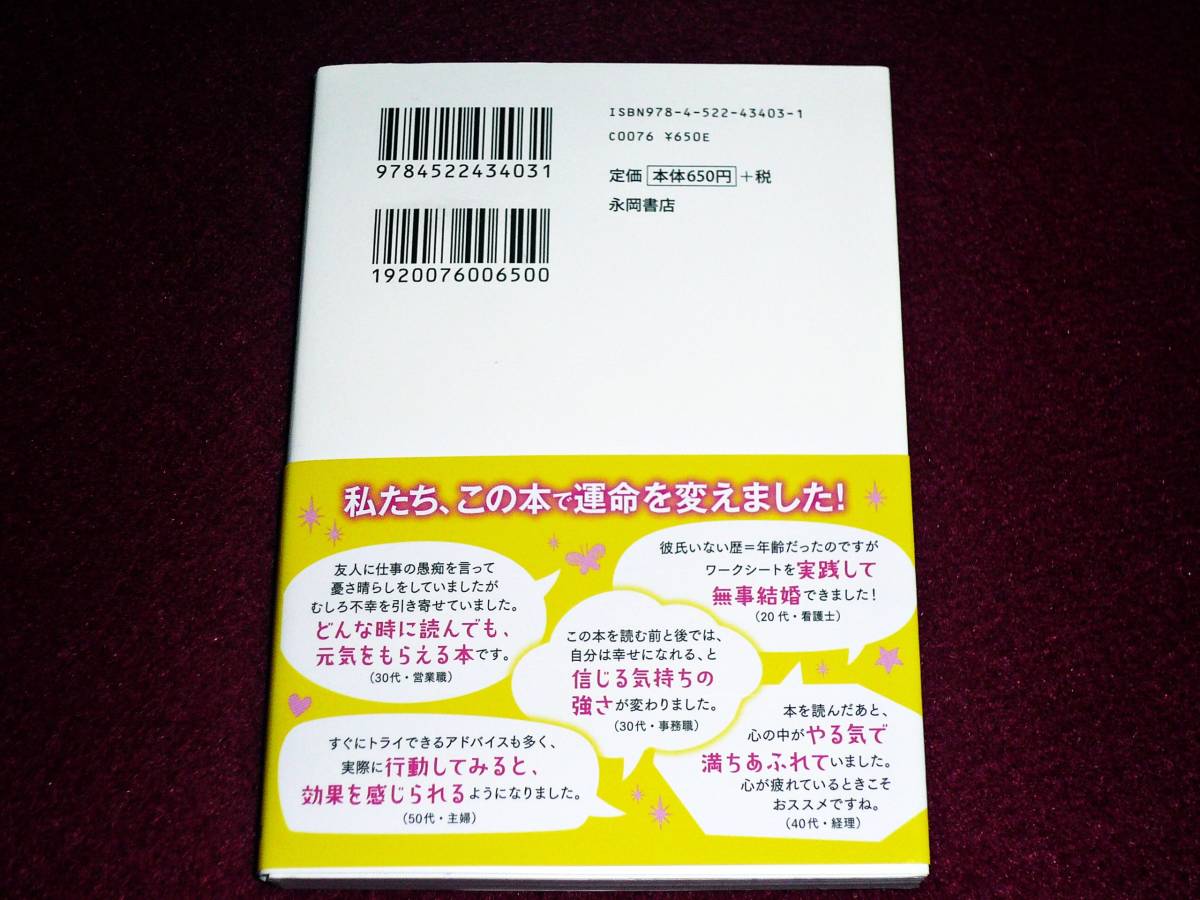 9784522434031
1920076006500
ISBN978-4-522-43403-1
C0076 ¥650E
定価 本体650円 +税
永岡書店
私たち、この本で運命を変えました!
友人に仕事の愚痴を言って
憂さ晴らしをしていましたが
むしろ不幸を引き寄せていました。
どんな時に読んでも、
元気をもらえる本です。
(30代・営業職)
彼氏いない歴=年齢だったのですが
ワークシートを実践して
無事結婚できました!
(20代・看護士)
この本を読む前と後では、
自分は幸せになれる、と
信じる気持ちの
強さが変わりました。
(30代・事務職)
すぐにトライできるアドバイスも多く、
実際に行動してみると、
効果を感じられるようになりました。
(50代・主婦)
本を読んだあと、
心の中がやる気で
満ちあふれていました。
心が疲れているときこそ
おススメですね。
(40代・経理)